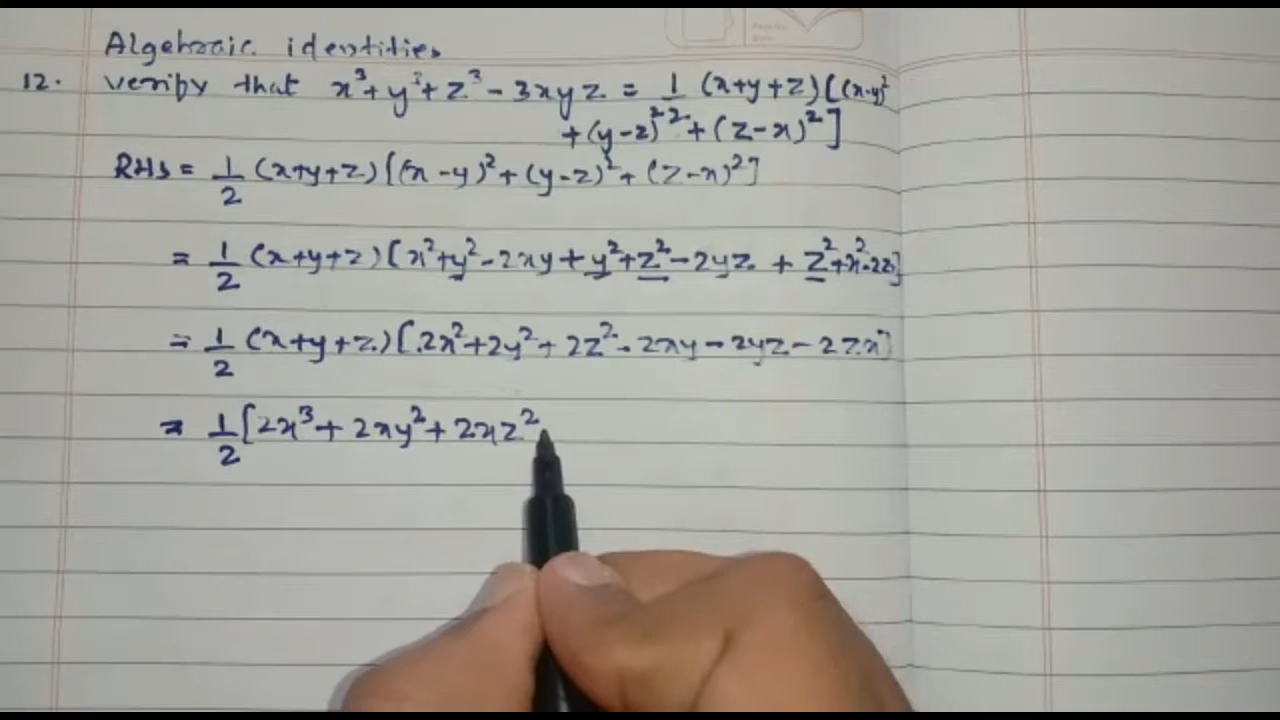 Algebraic identities
12. Verify that x³+y³+z³-3xyz = 1/2 (x+y+z)[(x-y)²
+(y-z)²+(z-x)²]
RHS = 1/2 (x+y+z)[(x-y)²+(y-z)²+(z-x)²]
= 1/2 (x+y+z)[x²+y²-2xy+y²+z²-2yz + z²+x²-2zx]
= 1/2 (x+y+z)[2x²+2y²+2z²-2xy-2yz-2zx]
= 1/2[2x³+2xy²+2xz²